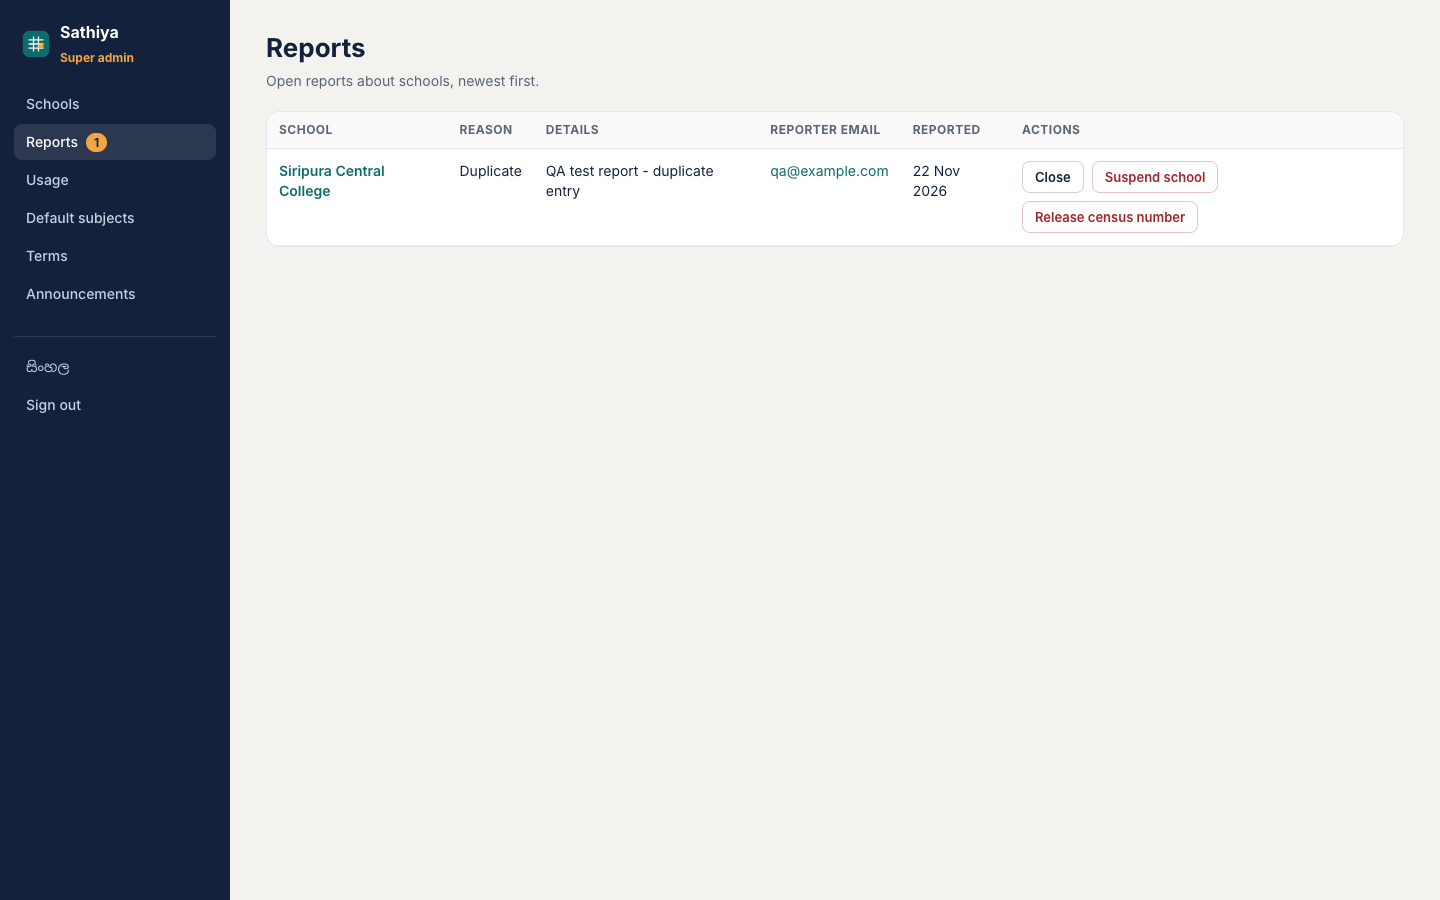 Sathiya
Super admin
Schools
Reports 1
Usage
Default subjects
Terms
Announcements
සිංහල
Sign out
Reports
Open reports about schools, newest first.
SCHOOL REASON DETAILS REPORTER EMAIL REPORTED ACTIONS
Siripura Central Duplicate QA test report - duplicate qa@example.com 22 Nov Close Suspend school
College entry 2026
Release census number